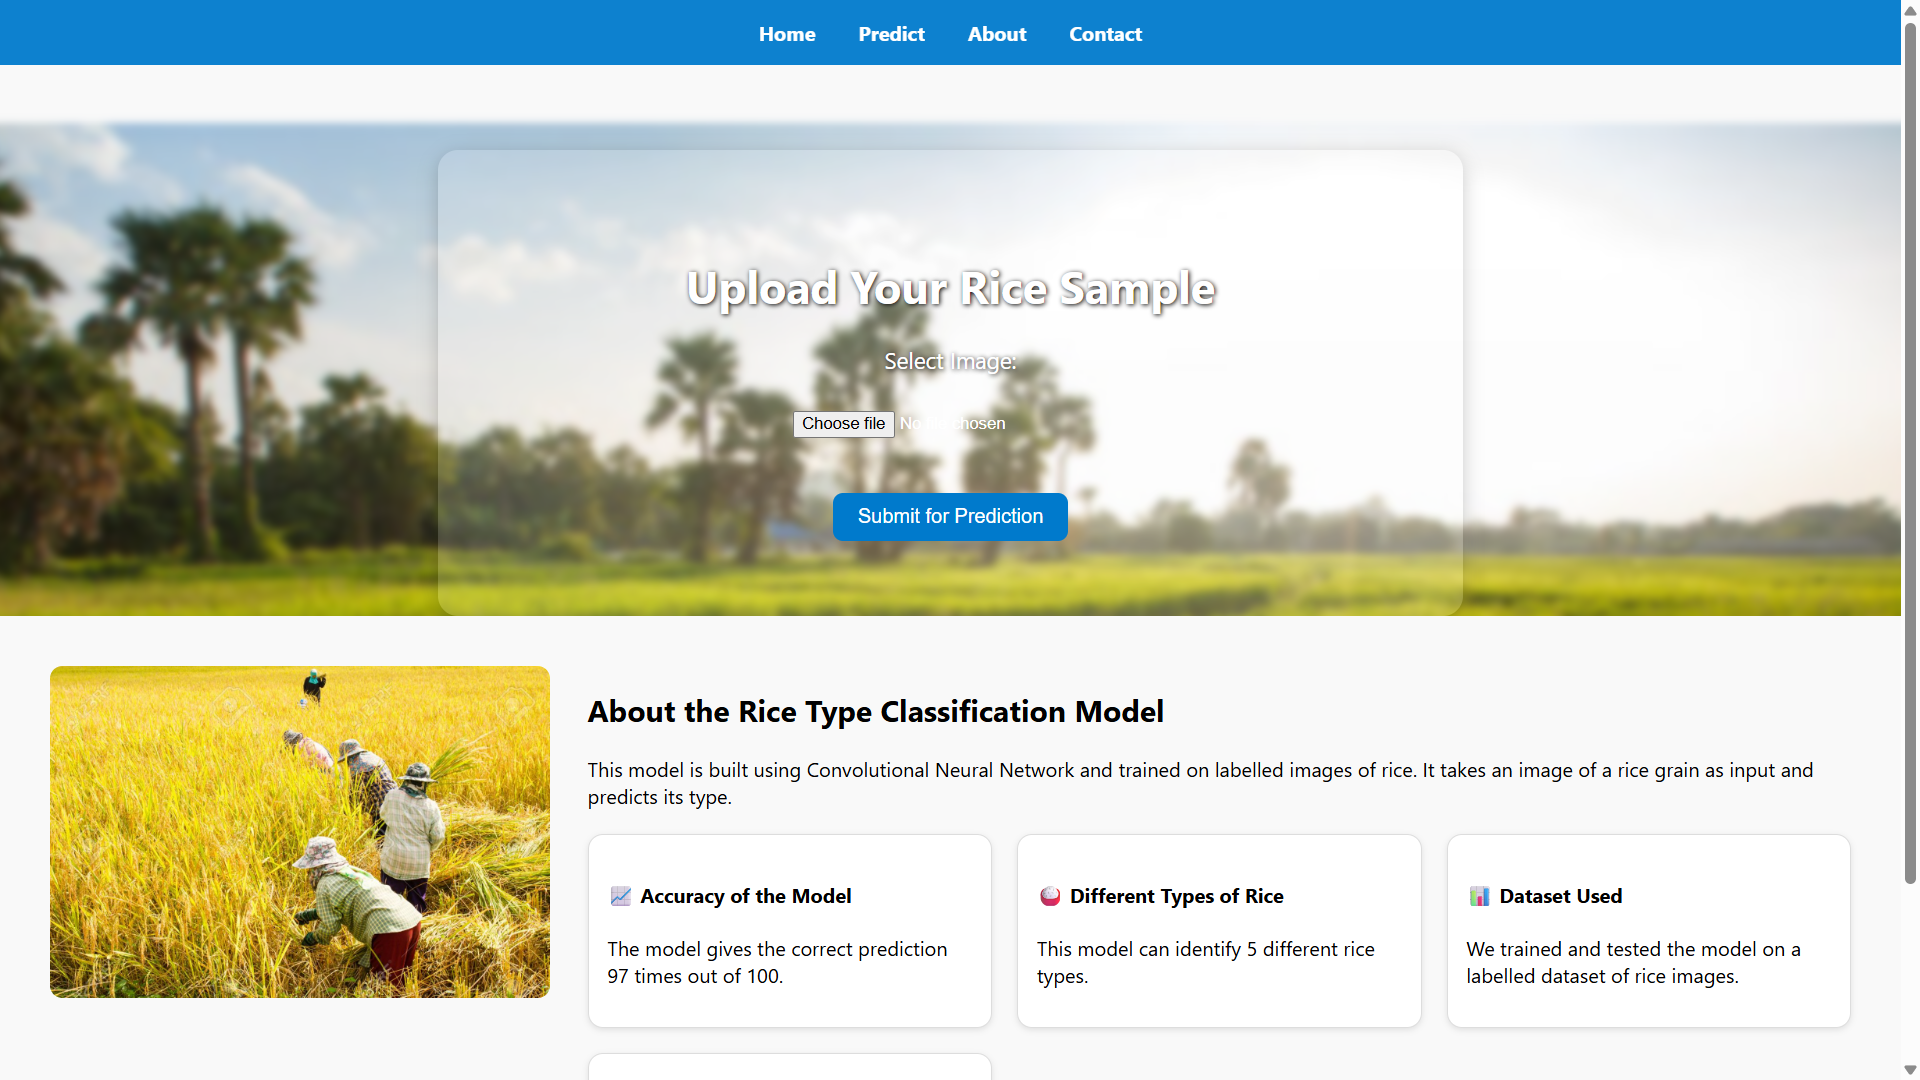 Home Predict About Contact
Upload Your Rice Sample
Select Image:
Choose file No file chosen
Submit for Prediction
About the Rice Type Classification Model
This model is built using Convolutional Neural Network and trained on labelled images of rice. It takes an image of a rice grain as input and
predicts its type.
Accuracy of the Model
The model gives the correct prediction
97 times out of 100.
Different Types of Rice
This model can identify 5 different rice
types.
Dataset Used
We trained and tested the model on a
labelled dataset of rice images.